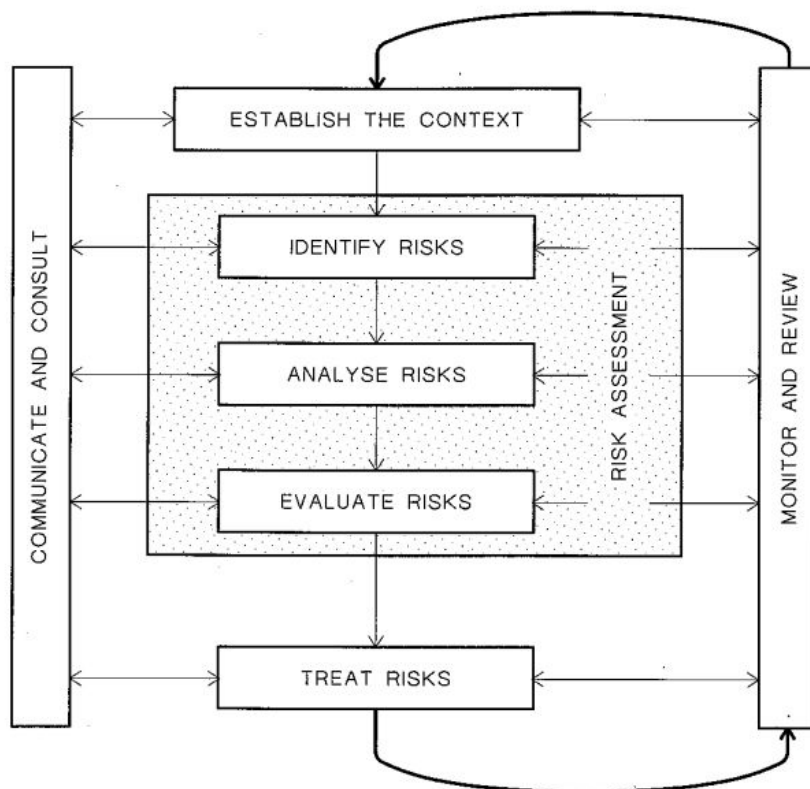 ESTABLISH THE CONTEXT
COMMUNICATE AND CONSULT
IDENTIFY RISKS
ANALYSE RISKS
EVALUATE RISKS
RISK ASSESSMENT
MONITOR AND REVIEW
TREAT RISKS